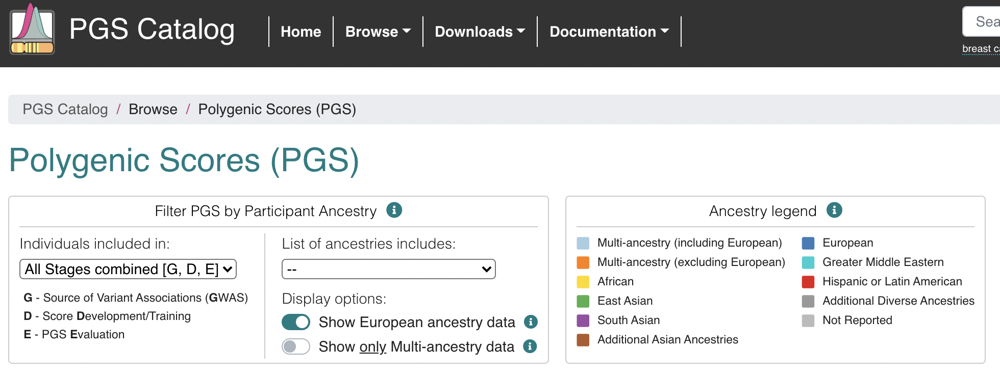 PGS Catalog
Home
Browse
Downloads
Documentation
breast
PGS Catalog / Browse / Polygenic Scores (PGS)
Polygenic Scores (PGS)
Filter PGS by Participant Ancestry
Individuals included in:
All Stages combined [G, D, E]
G - Source of Variant Associations (GWAS)
D - Score Development/Training
E - PGS Evaluation
List of ancestries includes:
--
Display options:
Show European ancestry data
Show only Multi-ancestry data
Ancestry legend
Multi-ancestry (including European)
Multi-ancestry (excluding European)
African
East Asian
South Asian
Additional Asian Ancestries
European
Greater Middle Eastern
Hispanic or Latin American
Additional Diverse Ancestries
Not Reported